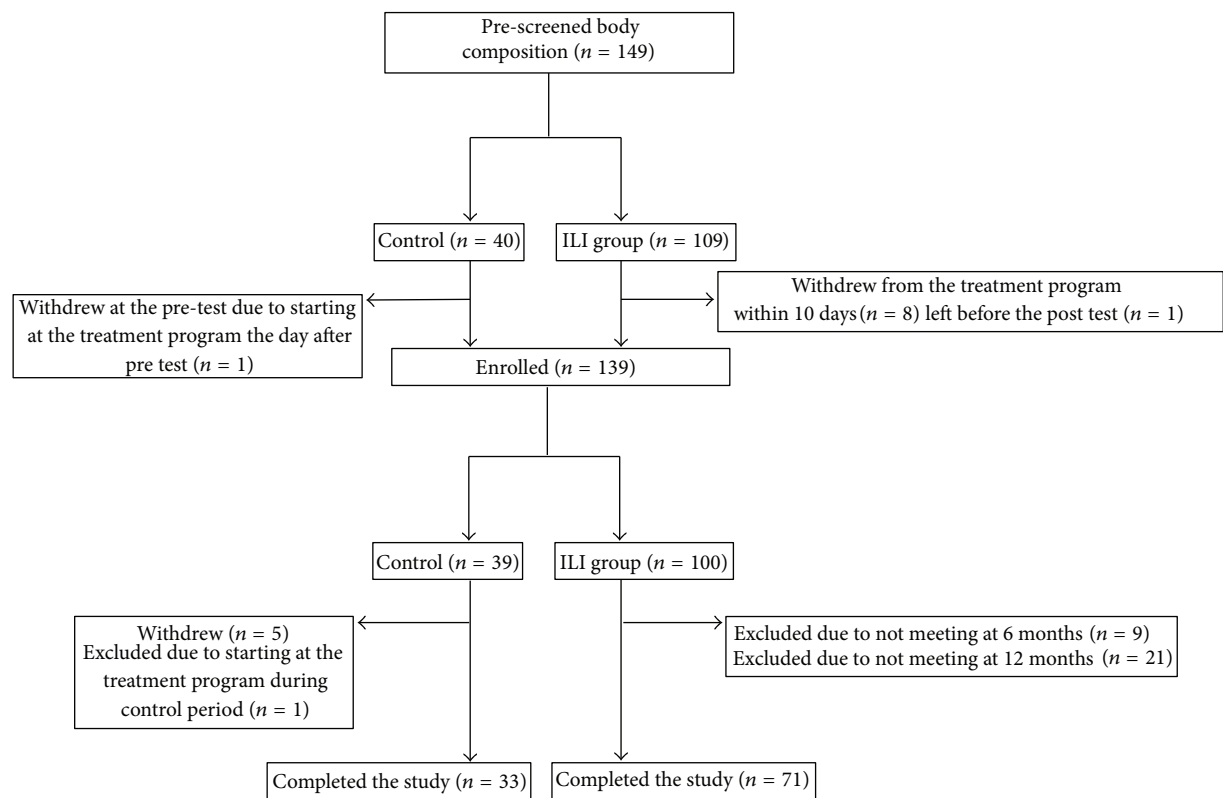 Pre-screened body
composition (n = 149)
Control (n = 40)
ILI group (n = 109)
Withdrew at the pre-test due to starting
at the treatment program the day after
pre test (n = 1)
Withdrew from the treatment program
within 10 days (n = 8) left before the post test (n = 1)
Enrolled (n = 139)
Control (n = 39)
ILI group (n = 100)
Withdrew (n = 5)
Excluded due to starting at the
treatment program during
control period (n = 1)
Excluded due to not meeting at 6 months (n = 9)
Excluded due to not meeting at 12 months (n = 21)
Completed the study (n = 33)
Completed the study (n = 71)